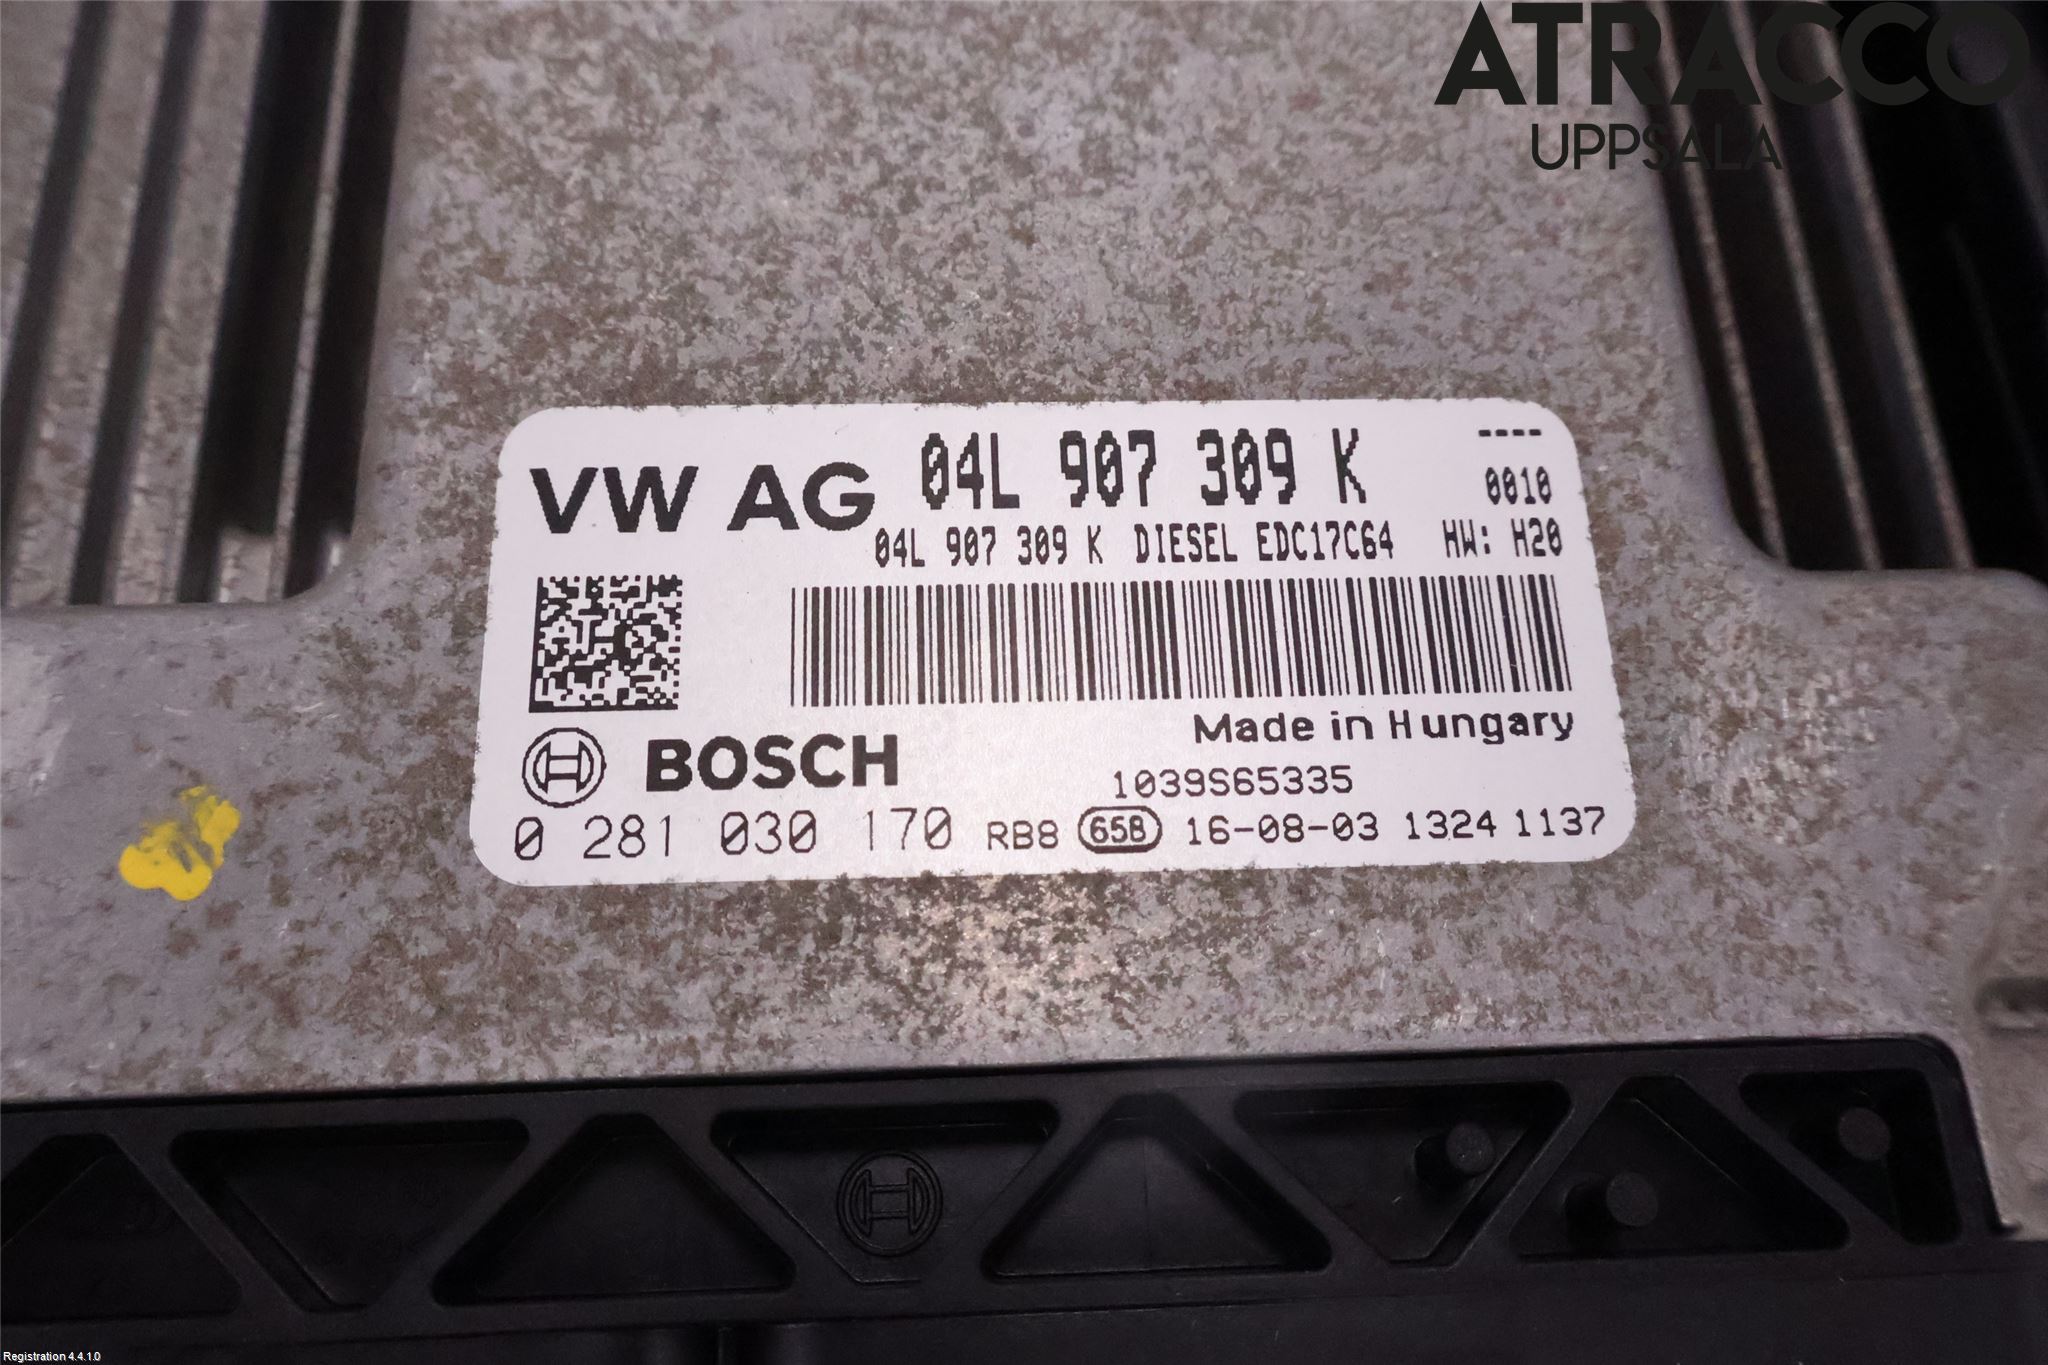 ATRACCO
UPPSALA
VW AG 04L 907 309 K ----
0010
04L 907 309 K DIESEL EDC17C64 HW: H20
Made in Hungary
BOSCH
1039S65335
0 281 030 170 RB8 65B 16-08-03 1324 1137
Registration 4.4.1.0